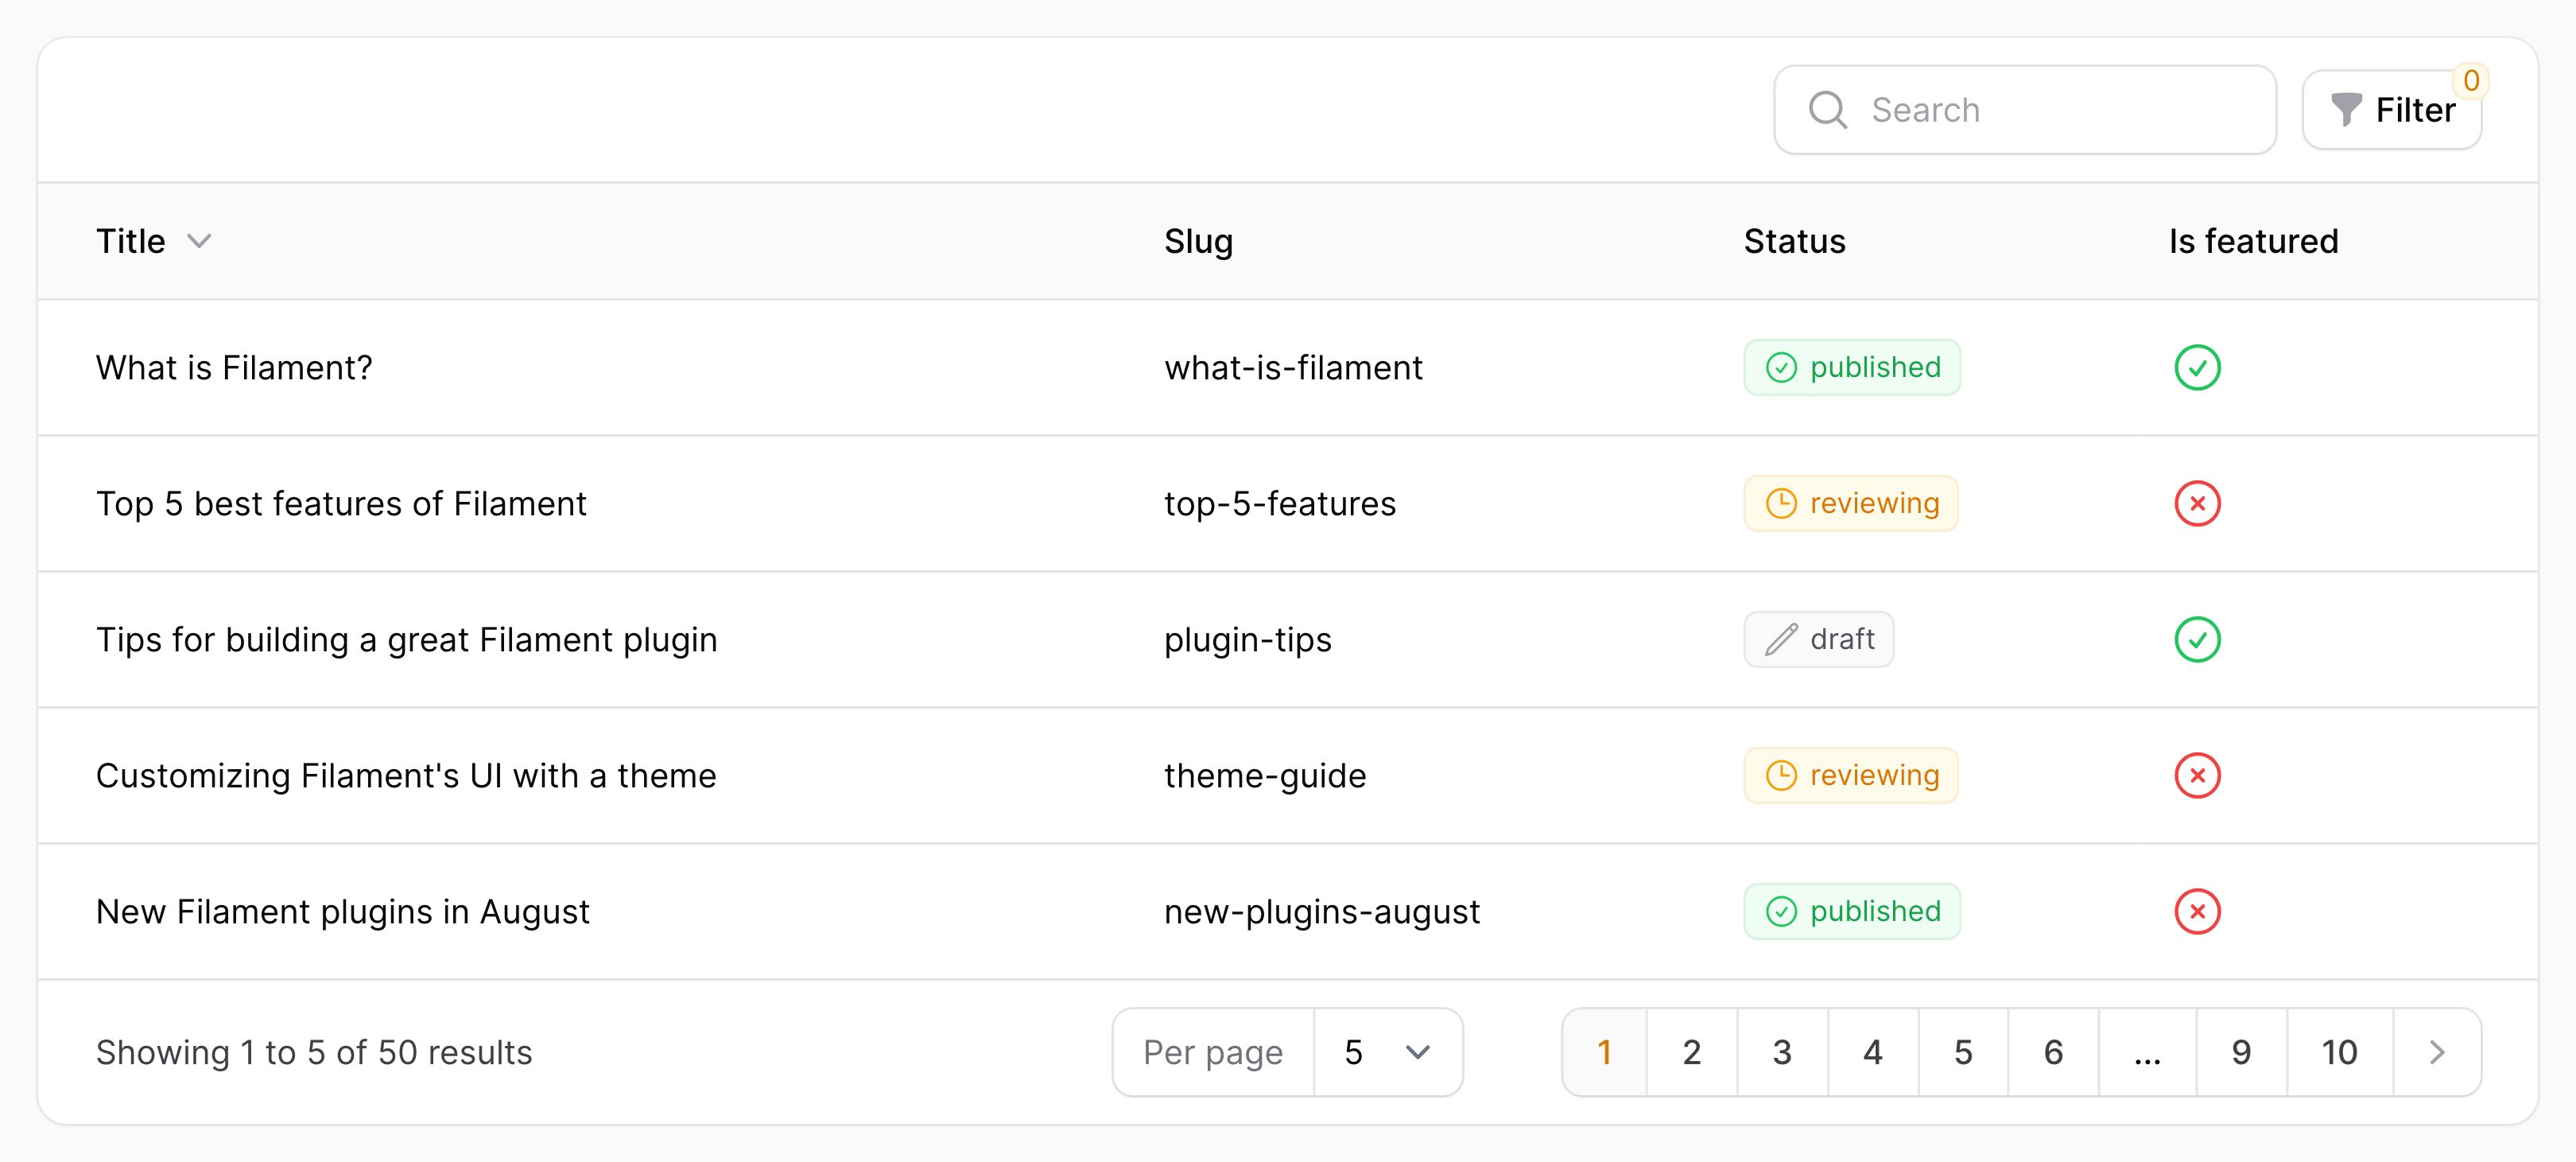 0
Search Filter
Title Slug Status Is featured
What is Filament? what-is-filament published
Top 5 best features of Filament top-5-features reviewing
Tips for building a great Filament plugin plugin-tips draft
Customizing Filament's UI with a theme theme-guide reviewing
New Filament plugins in August new-plugins-august published
Showing 1 to 5 of 50 results Per page 5 1 2 3 4 5 6 ... 9 10